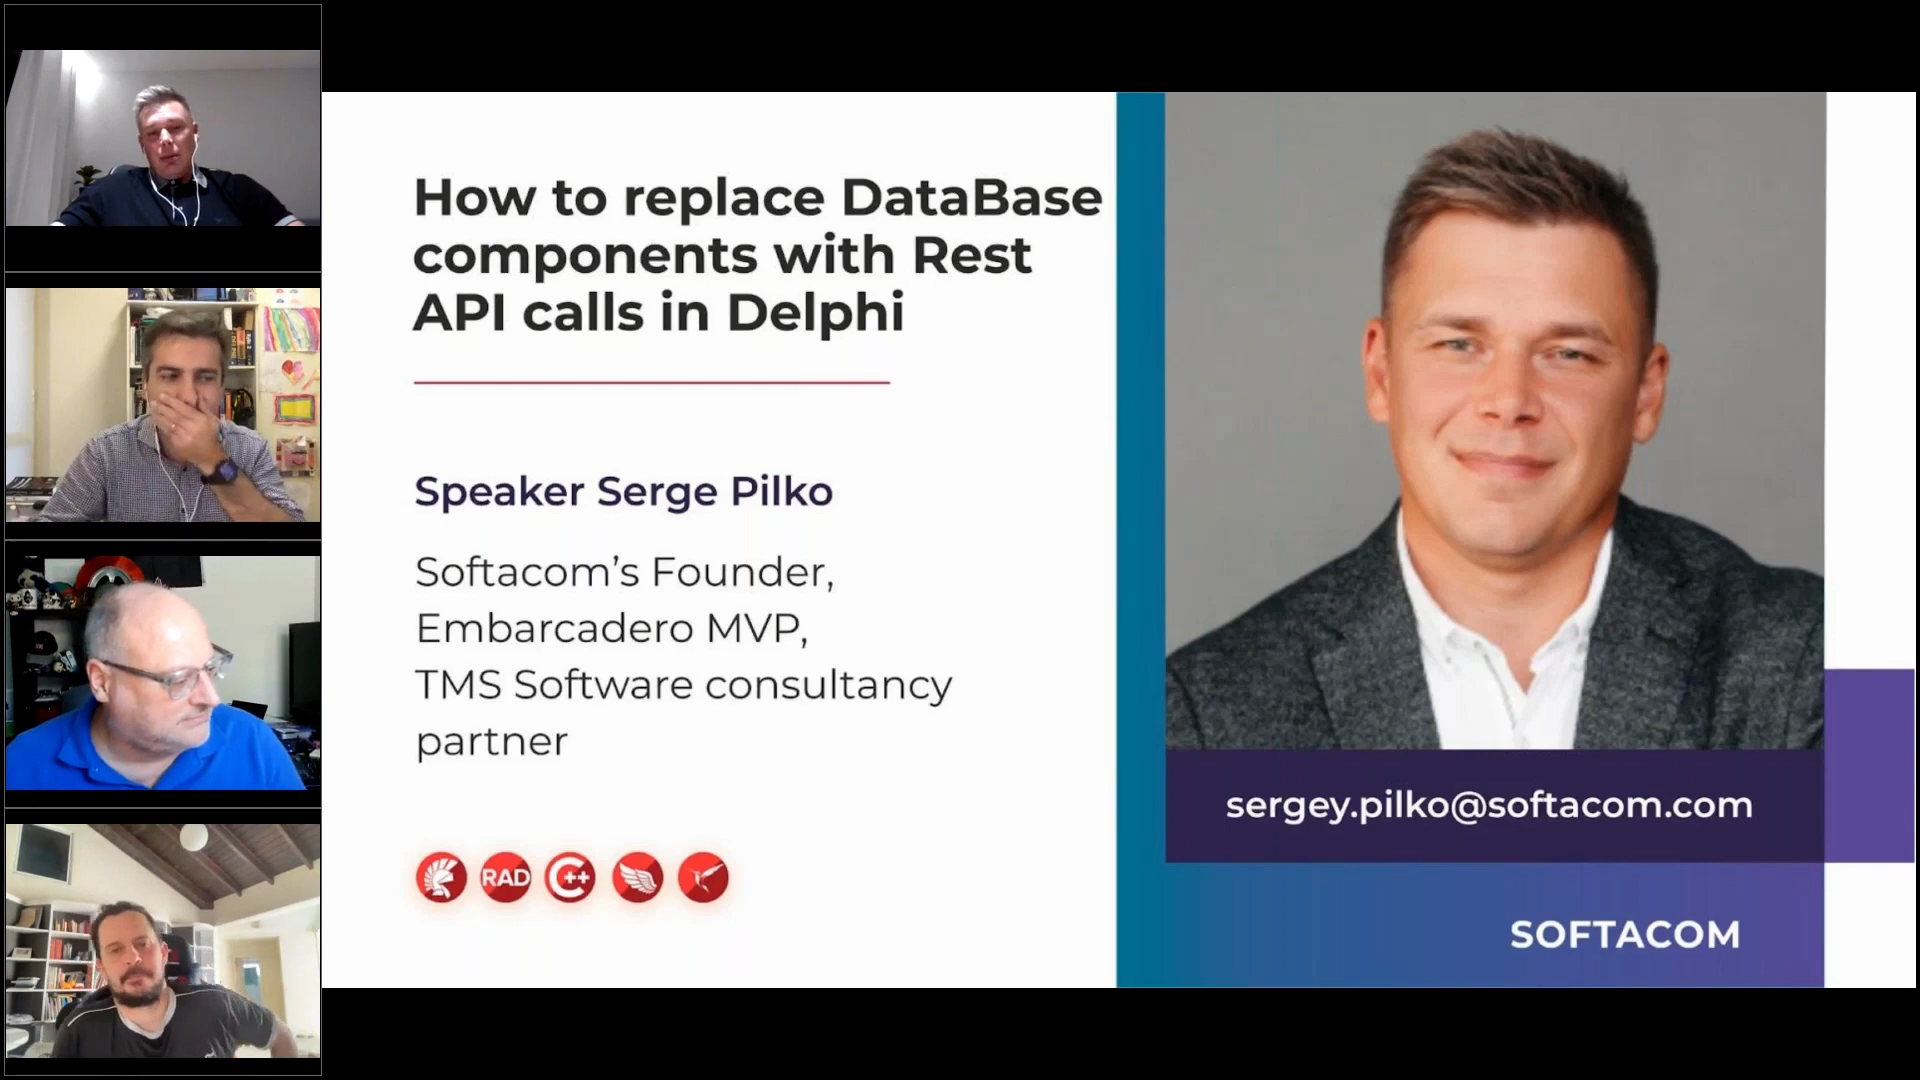 How to replace DataBase
components with Rest
API calls in Delphi
Speaker Serge Pilko
Softacom’s Founder,
Embarcadero MVP,
TMS Software consultancy
partner
RAD
C++
sergey.pilko@softacom.com
SOFTACOM